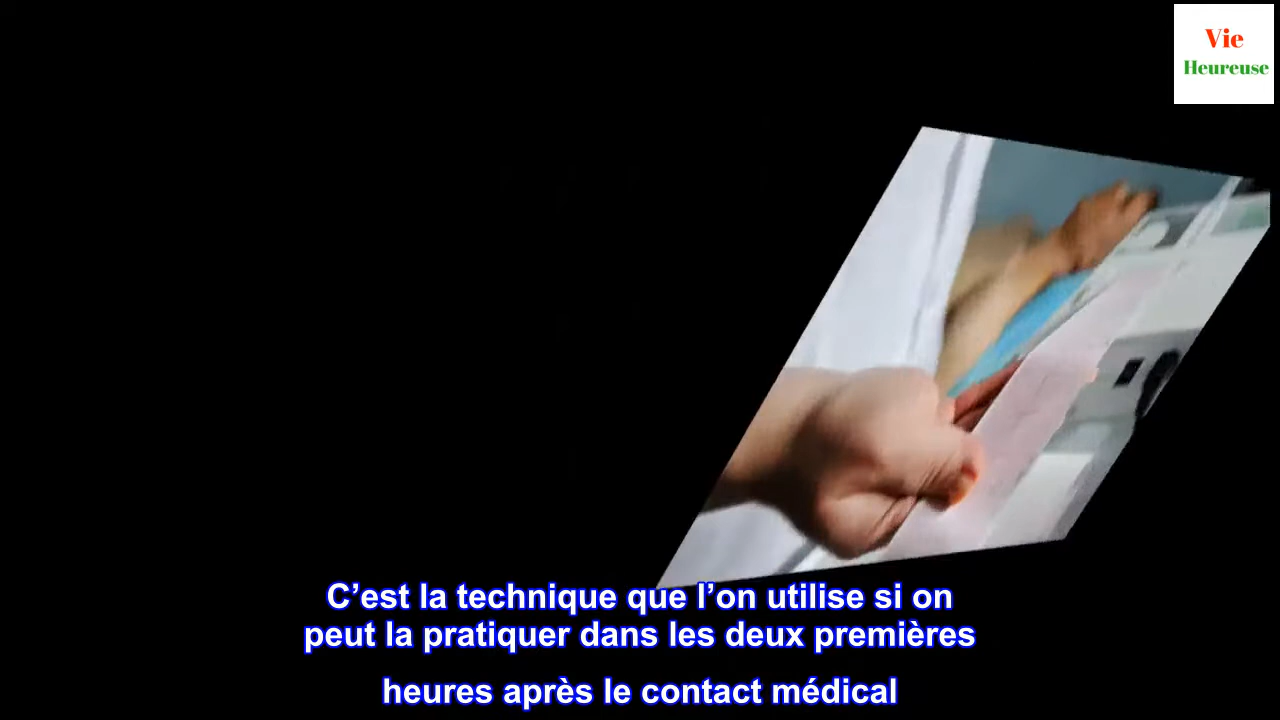 Vie
Heureuse
C’est la technique que l’on utilise si on
peut la pratiquer dans les deux premières
heures après le contact médical